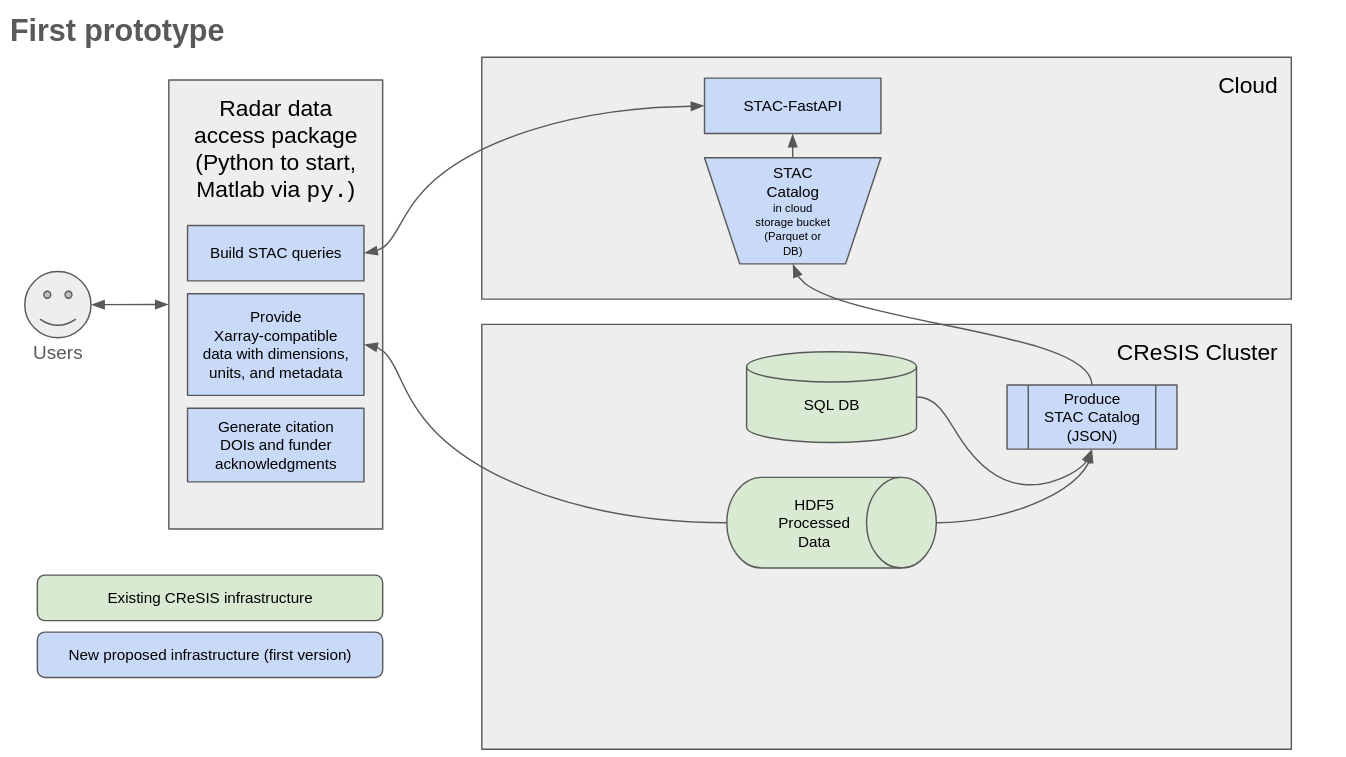 First prototype
Radar data
access package
(Python to start,
Matlab via py.)
Build STAC queries
Provide
Xarray-compatible
data with dimensions,
units, and metadata
Generate citation
DOIs and funder
acknowledgments
Users
Existing CReSIS infrastructure
New proposed infrastructure (first version)
Cloud
STAC-FastAPI
STAC
Catalog
in cloud
storage bucket
(Parquet or
DB)
CReSIS Cluster
SQL DB
Produce
STAC Catalog
(JSON)
HDF5
Processed
Data